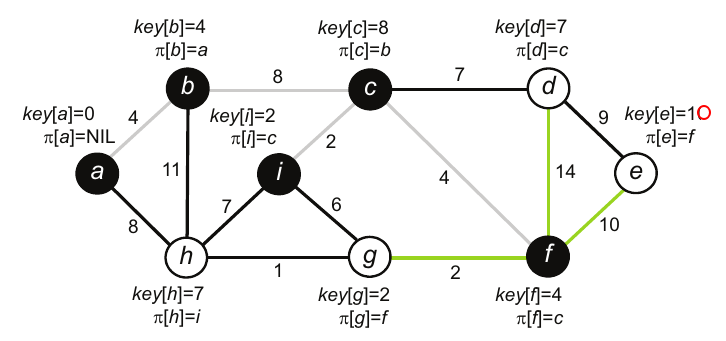 key[b]=4
π[b]=a
key[c]=8
π[c]=b
key[d]=7
π[d]=c
b
8
c
7
d
key[a]=0
π[a]=NIL
4
key[i]=2
π[i]=c
2
9
key[e]=10
π[e]=f
a
11
i
4
14
e
8
7
6
10
h
1
g
2
f
key[h]=7
π[h]=i
key[g]=2
π[g]=f
key[f]=4
π[f]=c